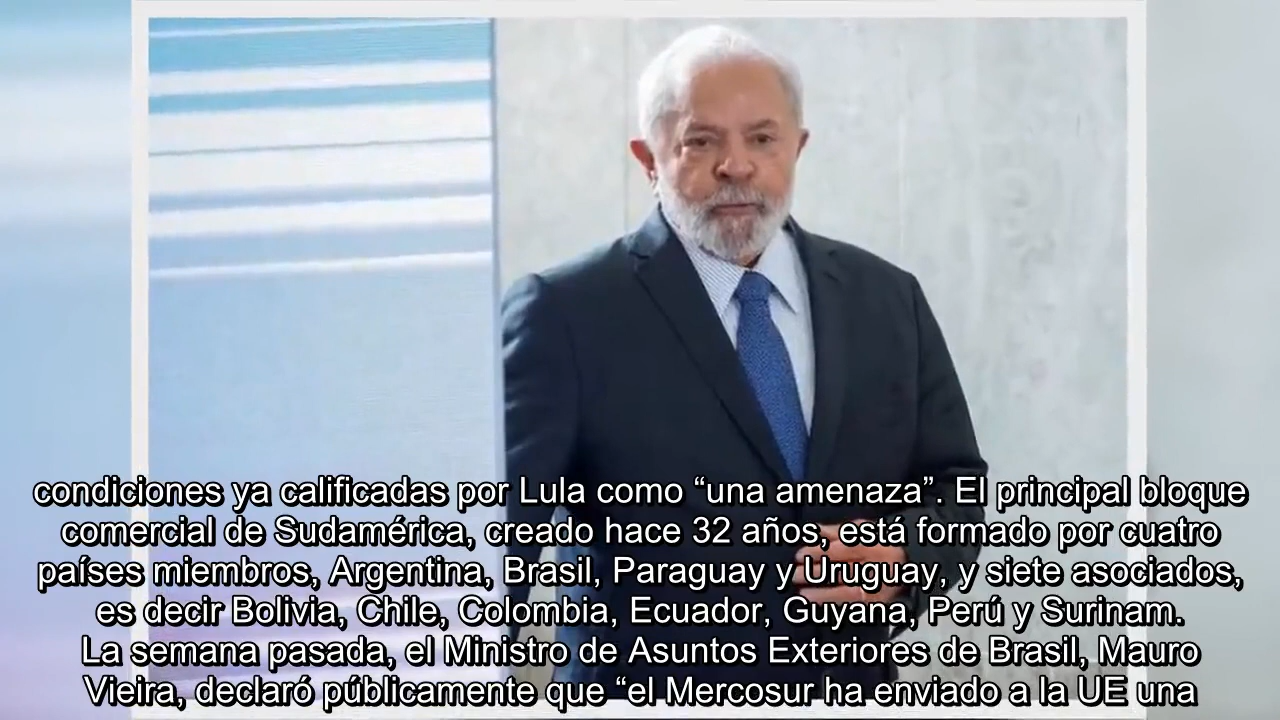 condiciones ya calificadas por Lula como “una amenaza”. El principal bloque
comercial de Sudamérica, creado hace 32 años, está formado por cuatro
países miembros, Argentina, Brasil, Paraguay y Uruguay, y siete asociados,
es decir Bolivia, Chile, Colombia, Ecuador, Guyana, Perú y Surinam.
La semana pasada, el Ministro de Asuntos Exteriores de Brasil, Mauro
Vieira, declaró públicamente que “el Mercosur ha enviado a la UE una